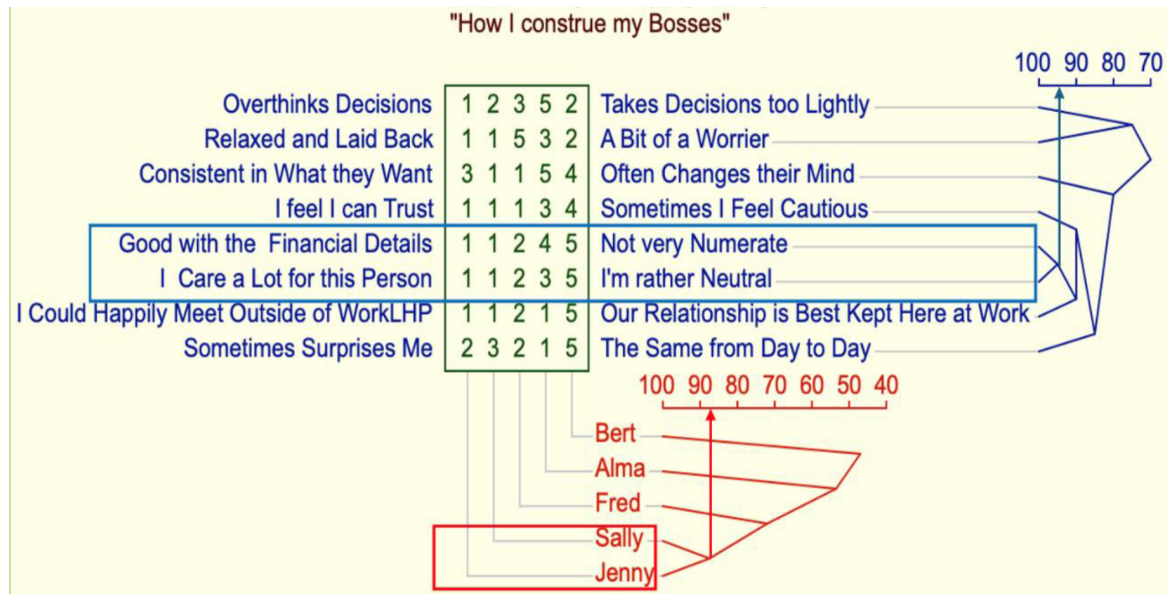 "How I construe my Bosses"
100 90 80 70
Overthinks Decisions 1 2 3 5 2 Takes Decisions too Lightly
Relaxed and Laid Back 1 1 5 3 2 A Bit of a Worrier
Consistent in What they Want 3 1 1 5 4 Often Changes their Mind
I feel I can Trust 1 1 1 3 4 Sometimes I Feel Cautious
Good with the Financial Details 1 1 2 4 5 Not very Numerate
I Care a Lot for this Person 1 1 2 3 5 I'm rather Neutral
I Could Happily Meet Outside of WorkLHP 1 1 2 1 5 Our Relationship is Best Kept Here at Work
Sometimes Surprises Me 2 3 2 1 5 The Same from Day to Day
100 90 80 70 60 50 40
Bert
Alma
Fred
Sally
Jenny